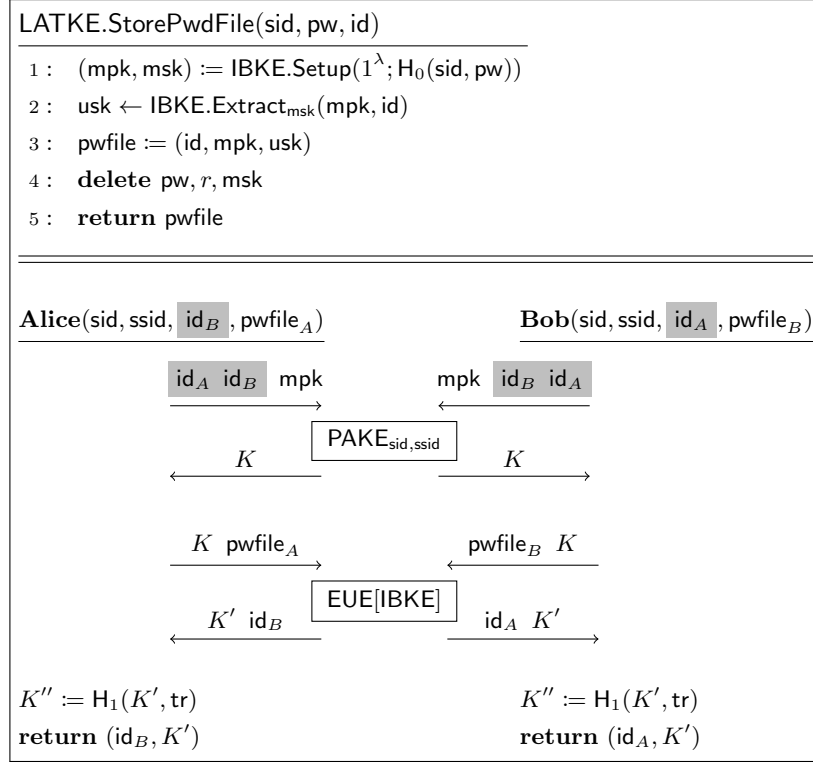 LATKE.StorePwdFile(sid, pw, id)
1 : (mpk, msk) := IBKE.Setup(1^λ; H₀(sid, pw))
2 : usk ← IBKE.Extract_msk(mpk, id)
3 : pwfile := (id, mpk, usk)
4 : delete pw, r, msk
5 : return pwfile
Alice(sid, ssid, id_B, pwfile_A) Bob(sid, ssid, id_A, pwfile_B)
id_A id_B mpk mpk id_B id_A
PAKE_sid,ssid
K K
K pwfile_A pwfile_B K
EUE[IBKE]
K′ id_B id_A K′
K″ := H₁(K′, tr) K″ := H₁(K′, tr)
return (id_B, K′) return (id_A, K′)